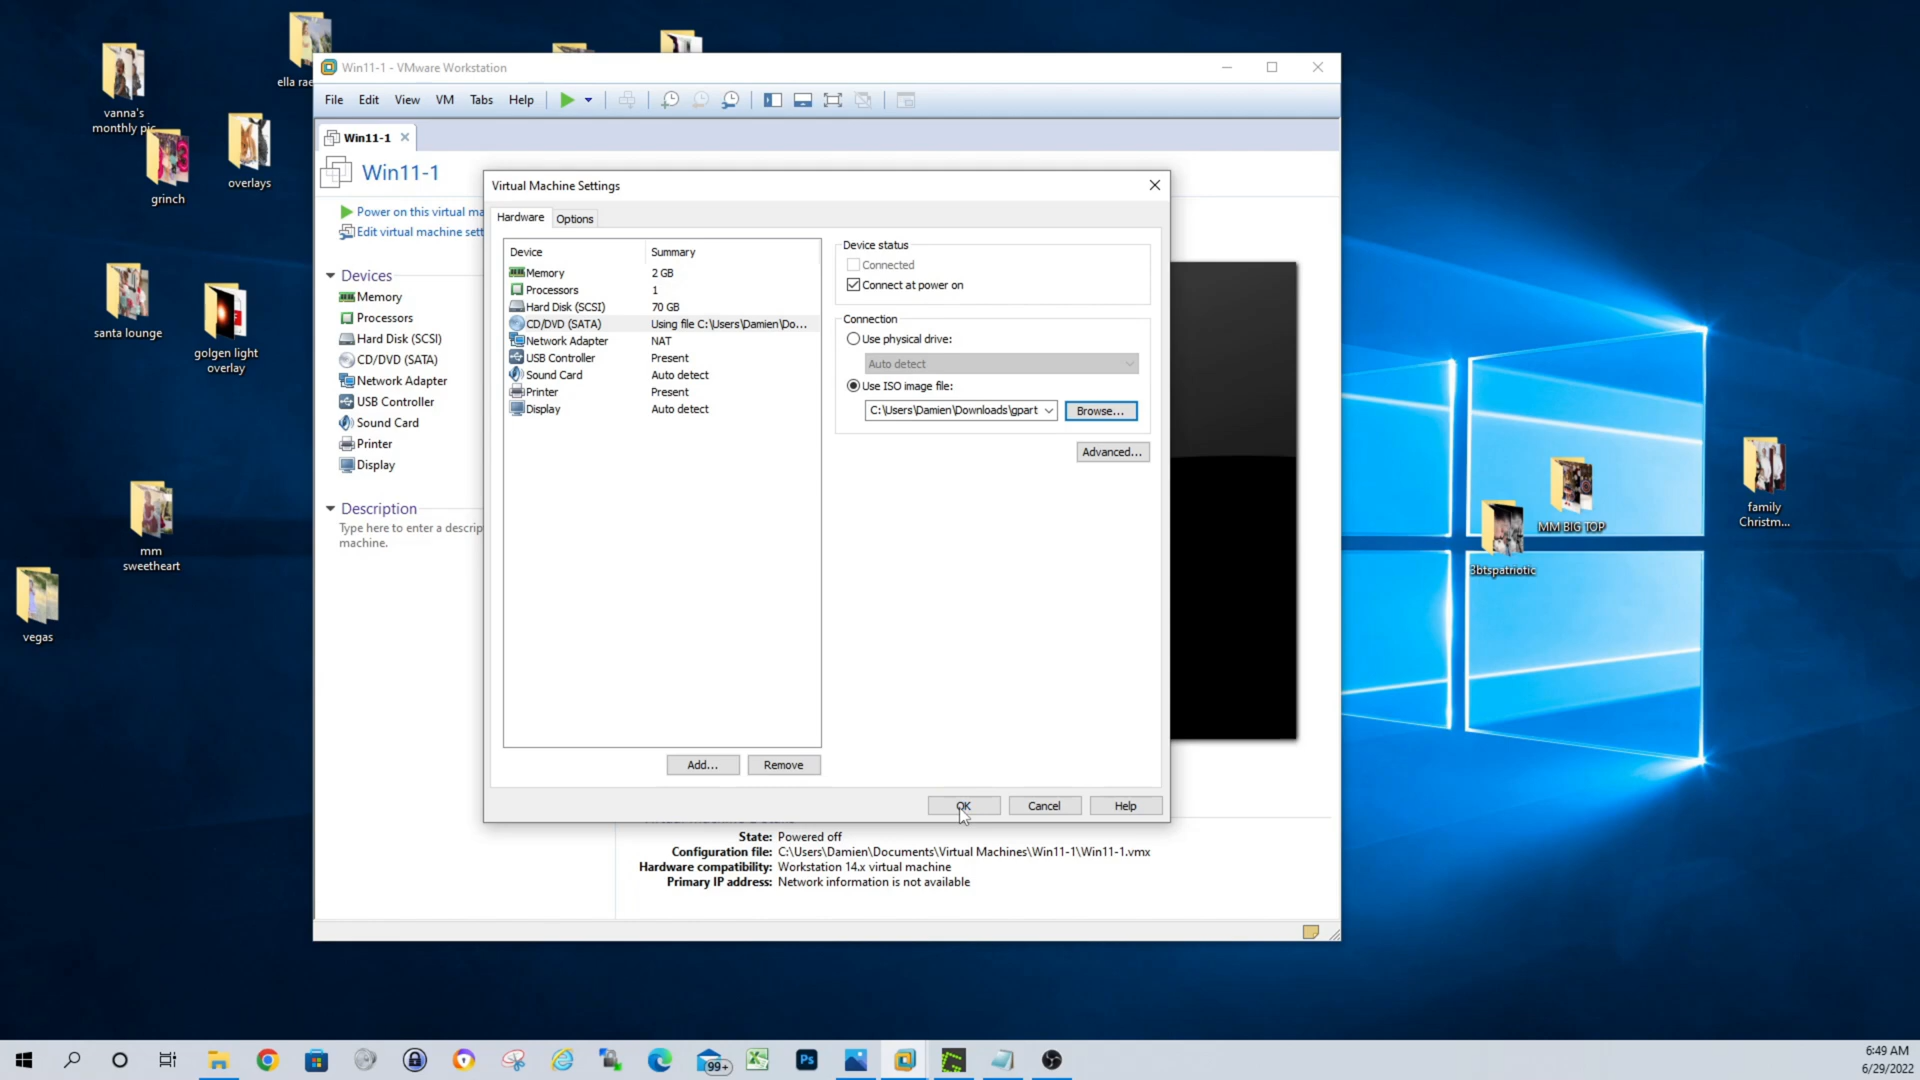 vanna's
monthly pic
ella rae
grinch
overlays
santa lounge
golgen light
overlay
mm
sweetheart
vegas
MM BIG TOP
3btspatriotic
family
Christm...
Win11-1 - VMware Workstation
File Edit View VM Tabs Help
Win11-1
Win11-1
Power on this virtual ma
Edit virtual machine sett
Devices
Memory
Processors
Hard Disk (SCSI)
CD/DVD (SATA)
Network Adapter
USB Controller
Sound Card
Printer
Display
Description
Type here to enter a descrip
machine.
Virtual Machine Settings
Hardware Options
Device Summary
Memory 2 GB
Processors 1
Hard Disk (SCSI) 70 GB
CD/DVD (SATA) Using file C:\Users\Damien\Do...
Network Adapter NAT
USB Controller Present
Sound Card Auto detect
Printer Present
Display Auto detect
Add... Remove
Device status
Connected
Connect at power on
Connection
Use physical drive:
Auto detect
Use ISO image file:
C:\Users\Damien\Downloads\gpart Browse...
Advanced...
OK Cancel Help
State: Powered off
Configuration file: C:\Users\Damien\Documents\Virtual Machines\Win11-1\Win11-1.vmx
Hardware compatibility: Workstation 14.x virtual machine
Primary IP address: Network information is not available
99+
Ps
6:49 AM
6/29/2022